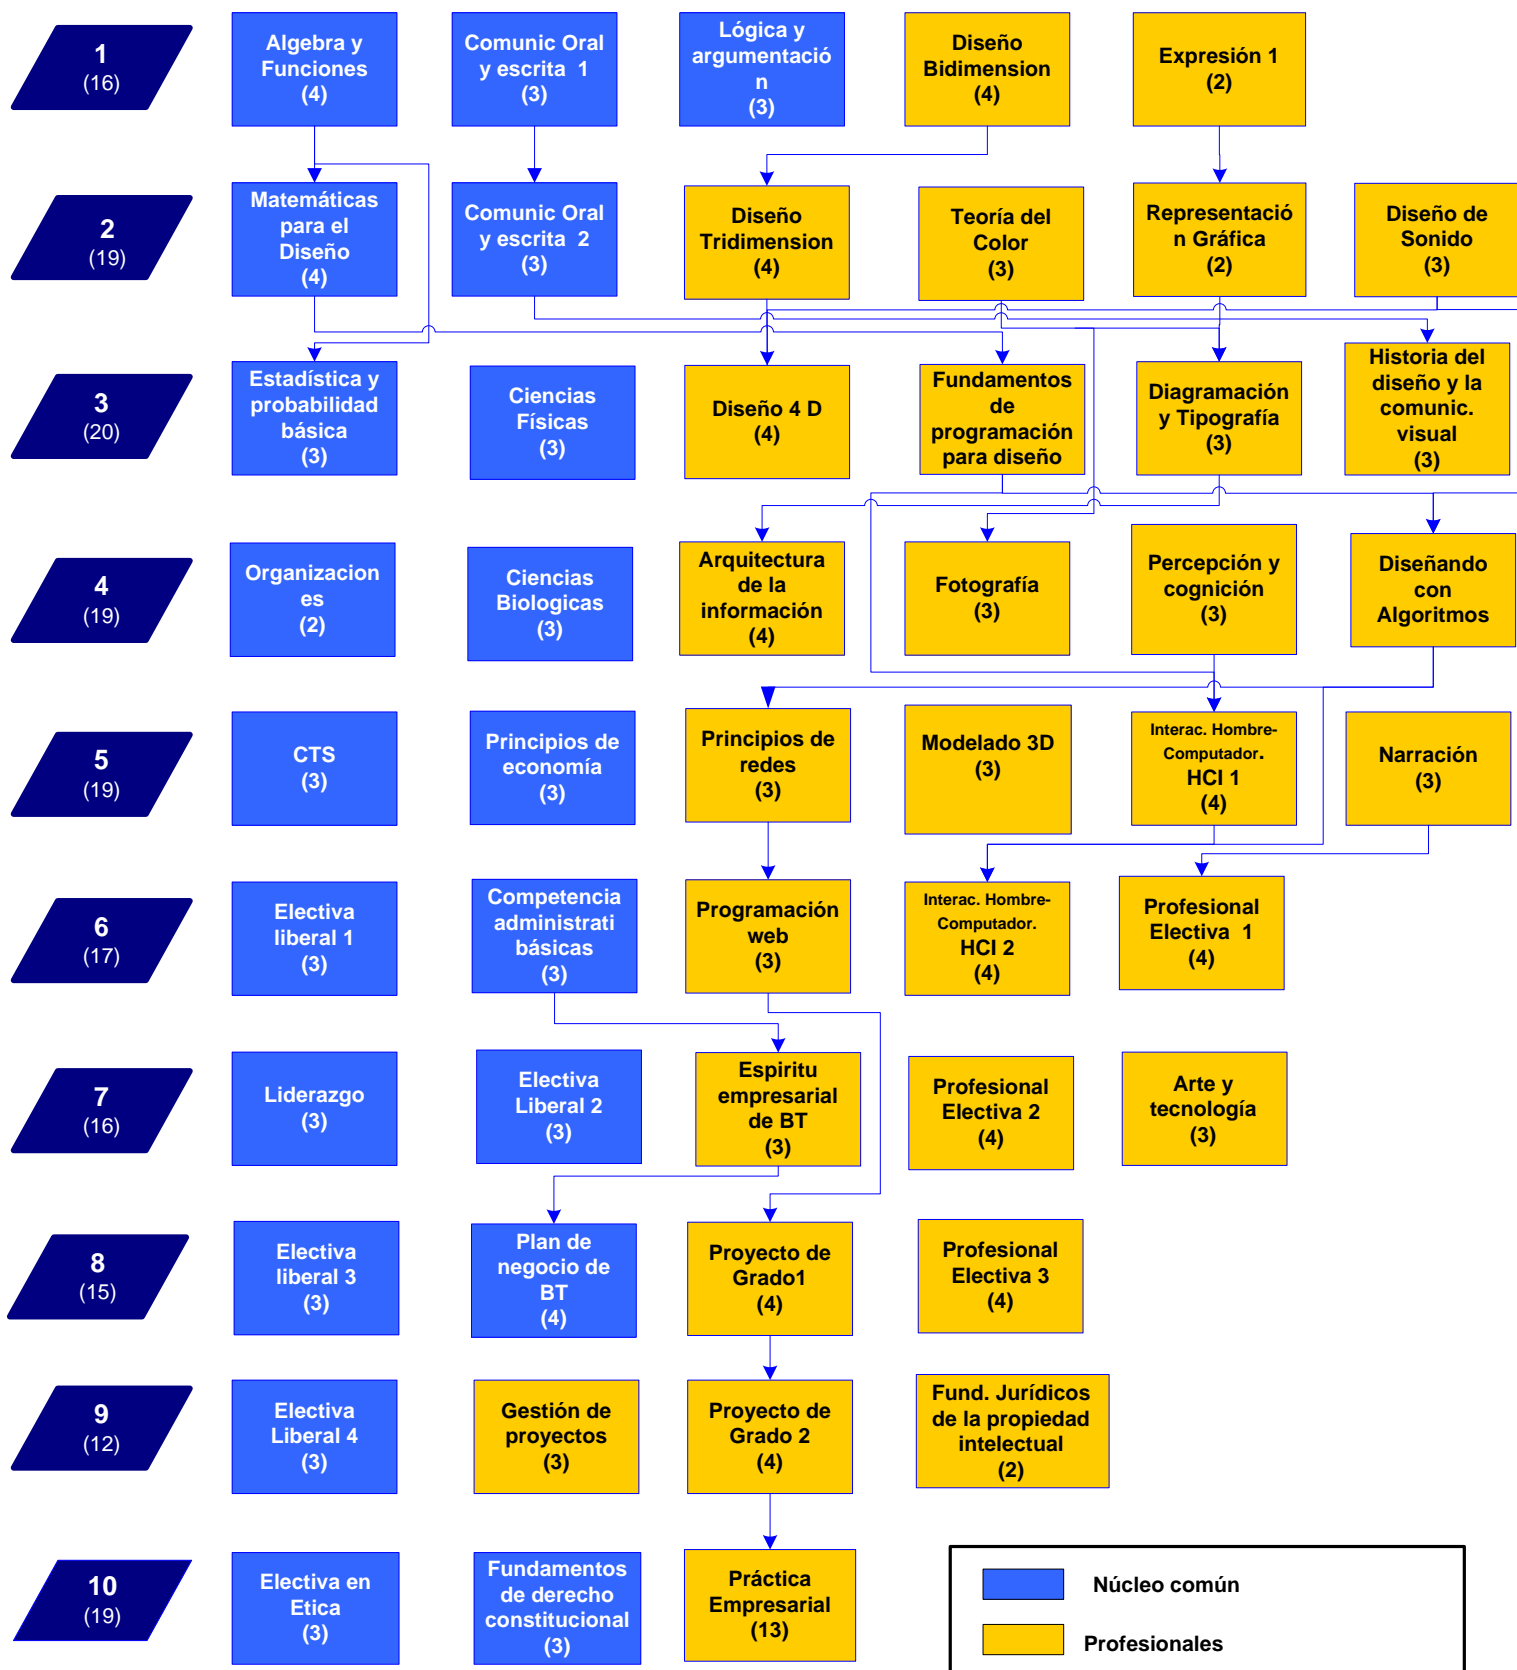 1
(16)
Algebra y
Funciones
(4)
Comunic Oral
y escrita 1
(3)
Lógica y
argumentació
n
(3)
Diseño
Bidimension
(4)
Expresión 1
(2)
2
(19)
Matemáticas
para el
Diseño
(4)
Comunic Oral
y escrita 2
(3)
Diseño
Tridimension
(4)
Teoría del
Color
(3)
Representació
n Gráfica
(2)
Diseño de
Sonido
(3)
3
(20)
Estadística y
probabilidad
básica
(3)
Ciencias
Físicas
(3)
Diseño 4 D
(4)
Fundamentos
de
programación
para diseño
Diagramación
y Tipografía
(3)
Historia del
diseño y la
comunic.
visual
(3)
4
(19)
Organizacion
es
(2)
Ciencias
Biologicas
(3)
Arquitectura
de la
información
(4)
Fotografía
(3)
Percepción y
cognición
(3)
Diseñando
con
Algoritmos
5
(19)
CTS
(3)
Principios de
economía
(3)
Principios de
redes
(3)
Modelado 3D
(3)
Interac. Hombre-
Computador.
HCI 1
(4)
Narración
(3)
6
(17)
Electiva
liberal 1
(3)
Competencia
administrati
básicas
(3)
Programación
web
(3)
Interac. Hombre-
Computador.
HCI 2
(4)
Profesional
Electiva 1
(4)
7
(16)
Liderazgo
(3)
Electiva
Liberal 2
(3)
Espiritu
empresarial
de BT
(3)
Profesional
Electiva 2
(4)
Arte y
tecnología
(3)
8
(15)
Electiva
liberal 3
(3)
Plan de
negocio de
BT
(4)
Proyecto de
Grado1
(4)
Profesional
Electiva 3
(4)
9
(12)
Electiva
Liberal 4
(3)
Gestión de
proyectos
(3)
Proyecto de
Grado 2
(4)
Fund. Jurídicos
de la propiedad
intelectual
(2)
10
(19)
Electiva en
Etica
(3)
Fundamentos
de derecho
constitucional
(3)
Práctica
Empresarial
(13)
Núcleo común
Profesionales